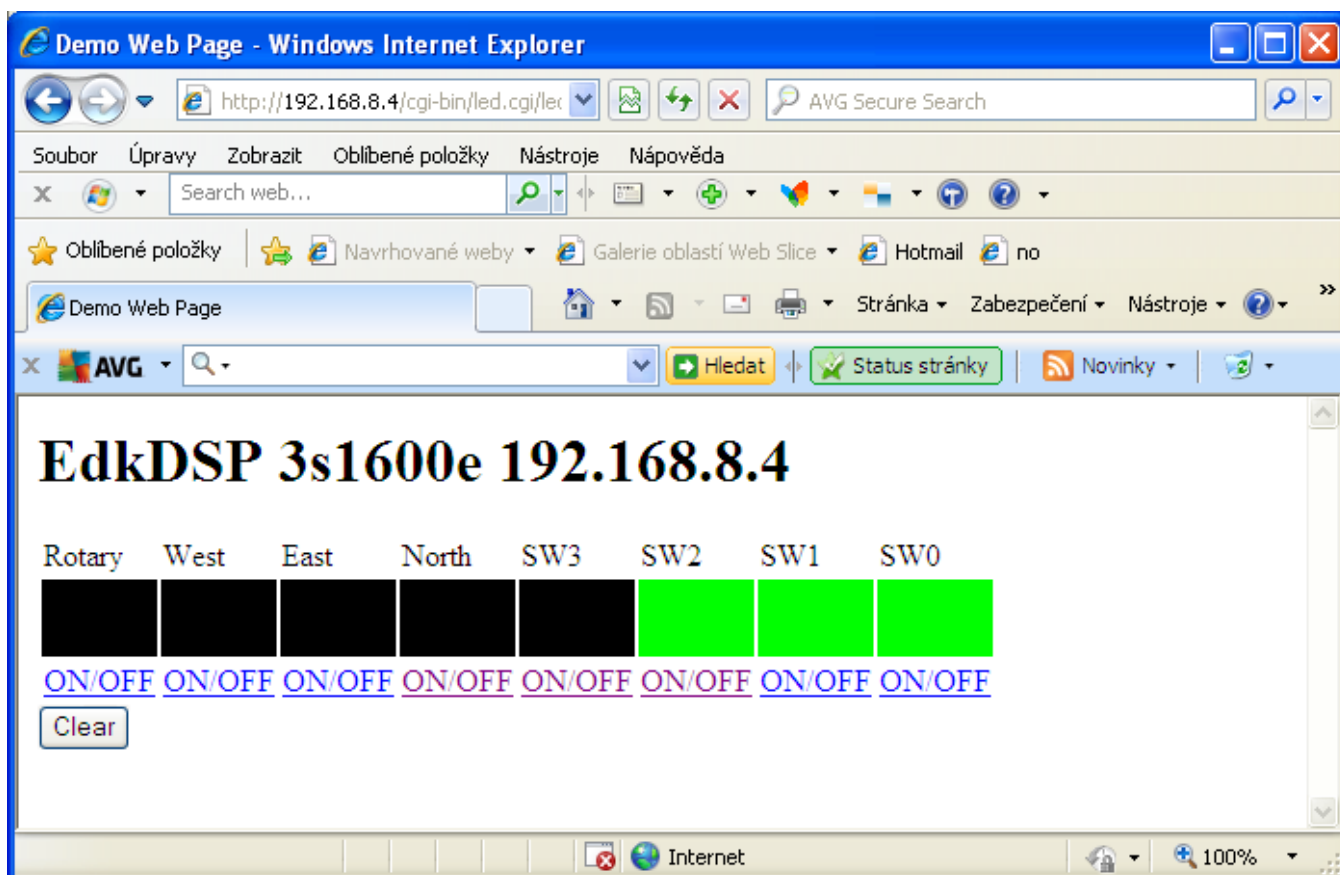 Demo Web Page - Windows Internet Explorer
http://192.168.8.4/cgi-bin/led.cgi/led AVG Secure Search
Soubor Úpravy Zobrazit Oblíbené položky Nástroje Nápověda
x Search web...
Oblíbené položky Navrhované weby Galerie oblastí Web Slice Hotmail no
Demo Web Page Stránka Zabezpečení Nástroje »
x AVG Hledat Status stránky Novinky
EdkDSP 3s1600e 192.168.8.4
Rotary West East North SW3 SW2 SW1 SW0
ON/OFF ON/OFF ON/OFF ON/OFF ON/OFF ON/OFF ON/OFF ON/OFF
Clear
Internet 100%